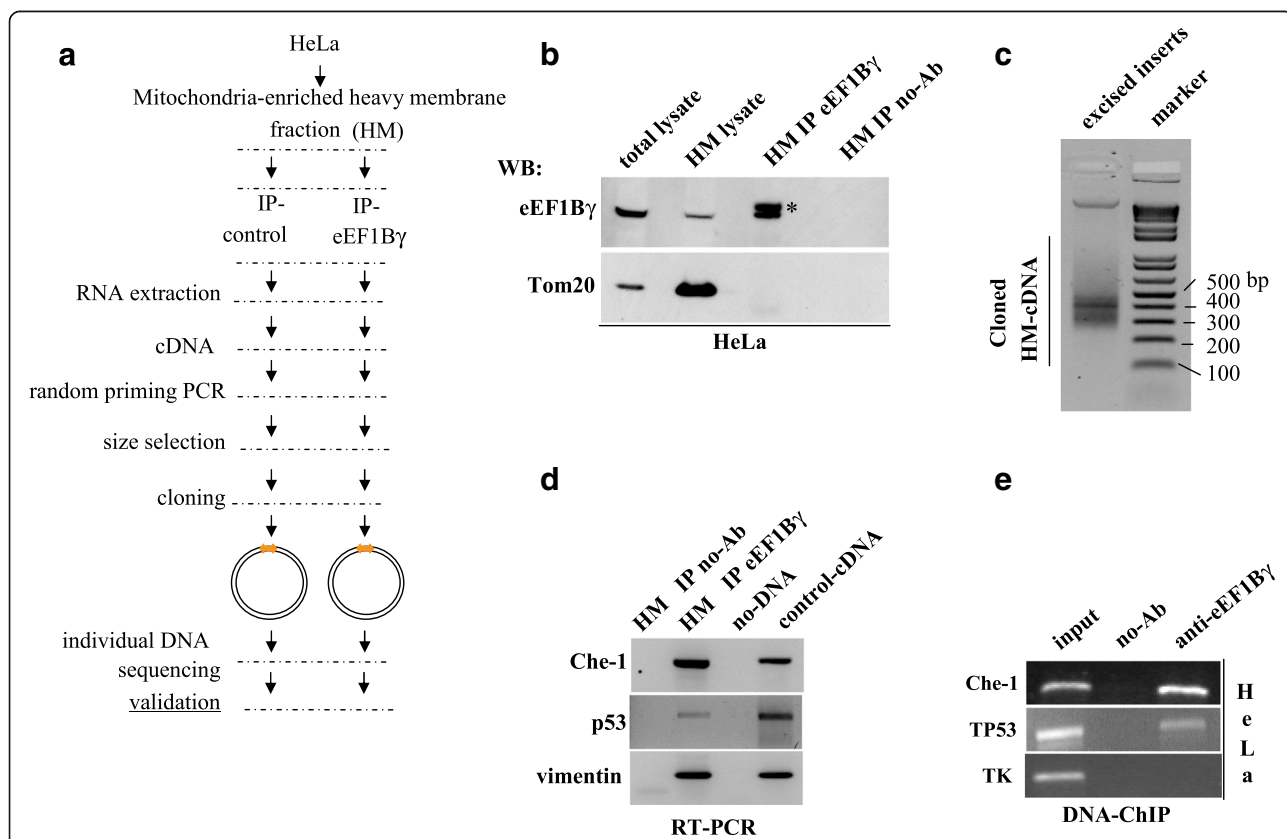 a
HeLa
Mitochondria-enriched heavy membrane
fraction (HM)
IP-
control
IP-
eEF1Bγ
RNA extraction
cDNA
random priming PCR
size selection
cloning
individual DNA
sequencing
validation
b
total lysate
HM lysate
HM IP eEF1Bγ
HM IP no-Ab
WB:
eEF1Bγ
*
Tom20
HeLa
c
excised inserts
marker
Cloned
HM-cDNA
500 bp
400
300
200
100
d
HM IP no-Ab
HM IP eEF1Bγ
no-DNA
control-cDNA
Che-1
p53
vimentin
RT-PCR
e
input
no-Ab
anti-eEF1Bγ
Che-1
TP53
TK
HeLa
DNA-ChIP